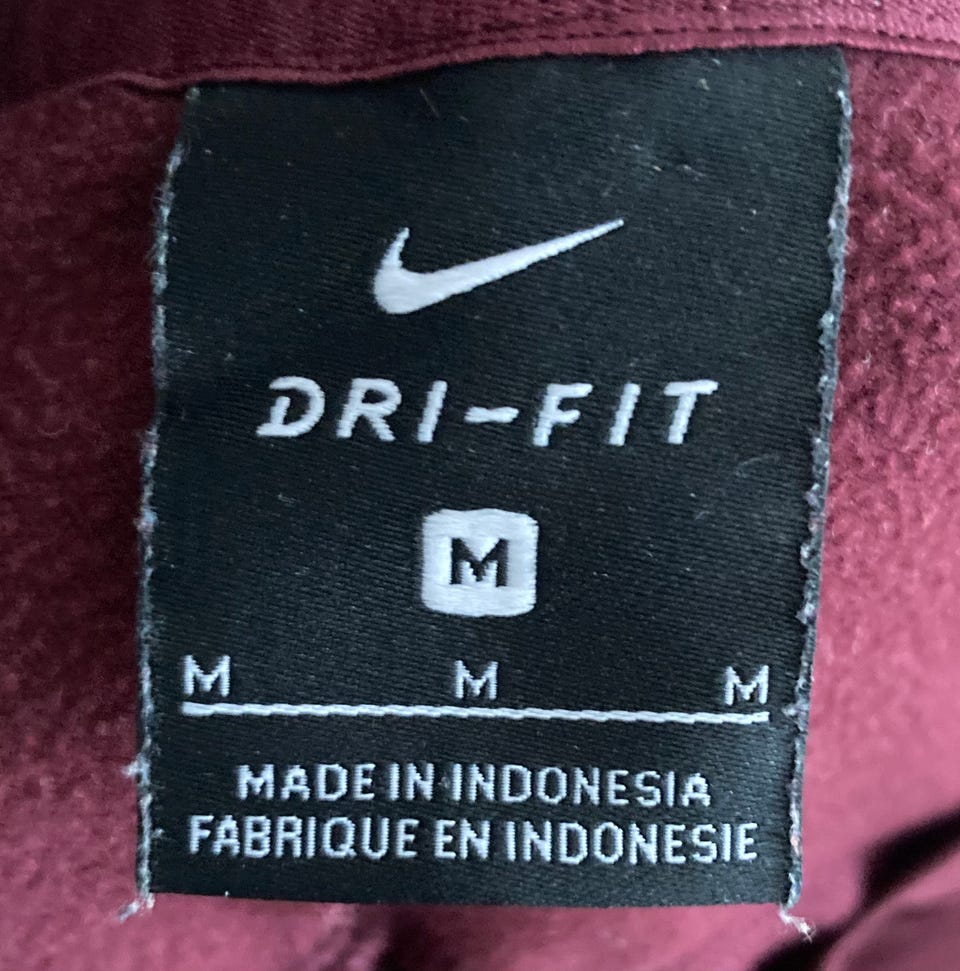 DRI-FIT
M
M M M
MADE IN INDONESIA
FABRIQUE EN INDONESIE